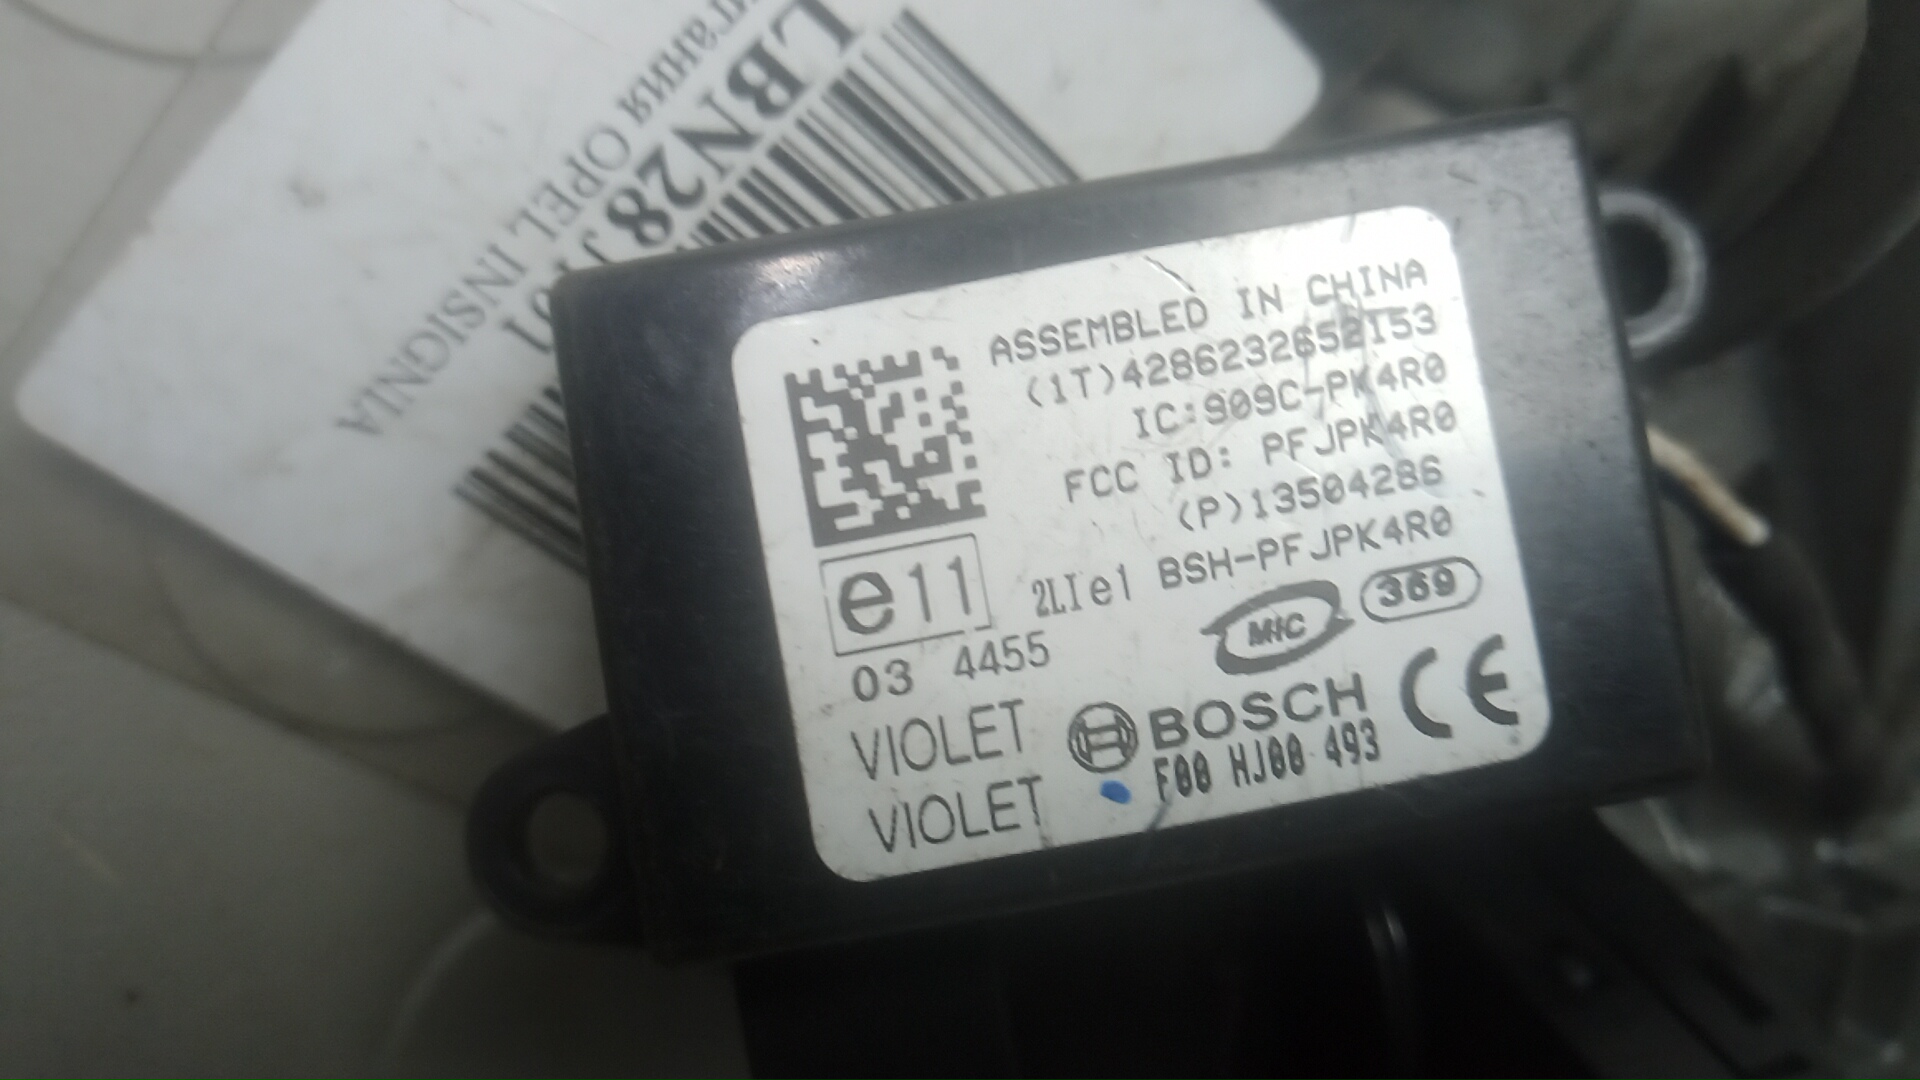 ASSEMBLED IN CHINA
(1T)4286232652153
IC:909C-PK4R0
FCC ID: PFJPK4R0
(P)13504286
2LIe1 BSH-PFJPK4R0
e11
03 4455
MIC
369
VIOLET
VIOLET
BOSCH
F00 HJ00 493
CE
OPEL INSIGNIA